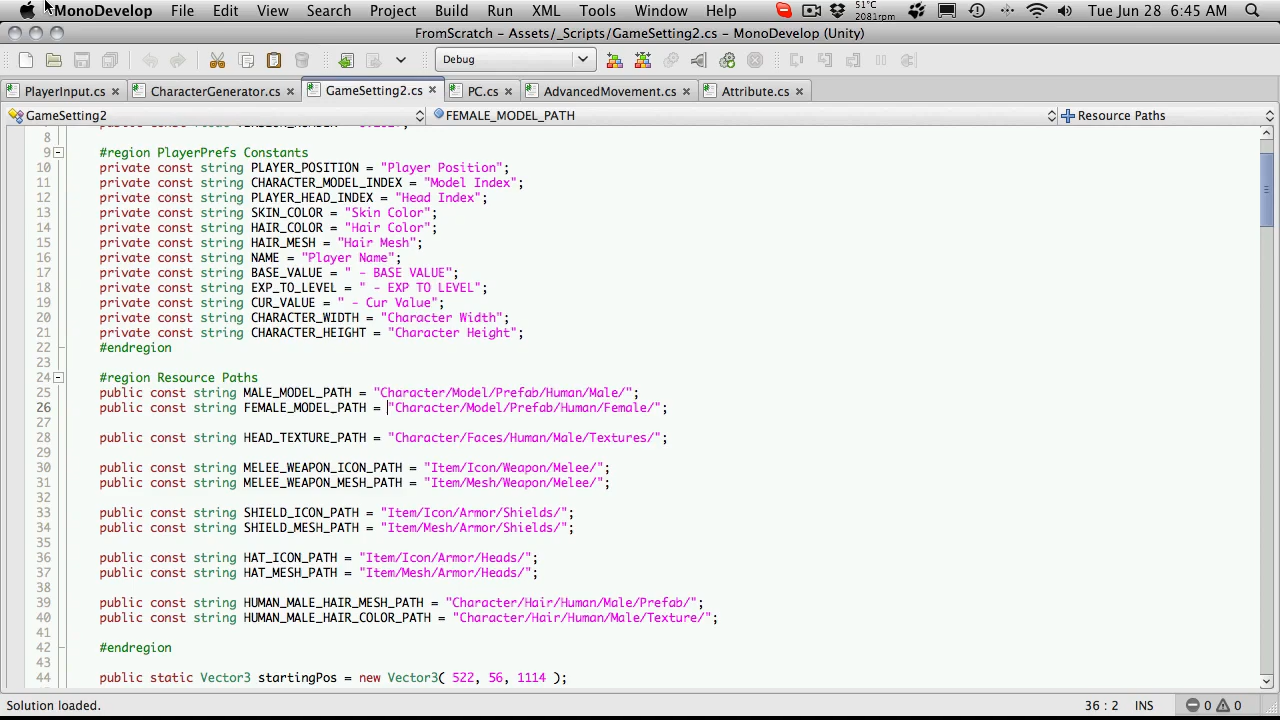 MonoDevelop File Edit View Search Project Build Run XML Tools Window Help 51°C 2081rpm Tue Jun 28 6:45 AM
FromScratch - Assets/_Scripts/GameSetting2.cs - MonoDevelop (Unity)
Debug
PlayerInput.cs CharacterGenerator.cs GameSetting2.cs PC.cs AdvancedMovement.cs Attribute.cs
GameSetting2 FEMALE_MODEL_PATH Resource Paths
8
9 #region PlayerPrefs Constants
10 private const string PLAYER_POSITION = "Player Position";
11 private const string CHARACTER_MODEL_INDEX = "Model Index";
12 private const string PLAYER_HEAD_INDEX = "Head Index";
13 private const string SKIN_COLOR = "Skin Color";
14 private const string HAIR_COLOR = "Hair Color";
15 private const string HAIR_MESH = "Hair Mesh";
16 private const string NAME = "Player Name";
17 private const string BASE_VALUE = " - BASE VALUE";
18 private const string EXP_TO_LEVEL = " - EXP TO LEVEL";
19 private const string CUR_VALUE = " - Cur Value";
20 private const string CHARACTER_WIDTH = "Character Width";
21 private const string CHARACTER_HEIGHT = "Character Height";
22 #endregion
23
24 #region Resource Paths
25 public const string MALE_MODEL_PATH = "Character/Model/Prefab/Human/Male/";
26 public const string FEMALE_MODEL_PATH = "Character/Model/Prefab/Human/Female/";
27
28 public const string HEAD_TEXTURE_PATH = "Character/Faces/Human/Male/Textures/";
29
30 public const string MELEE_WEAPON_ICON_PATH = "Item/Icon/Weapon/Melee/";
31 public const string MELEE_WEAPON_MESH_PATH = "Item/Mesh/Weapon/Melee/";
32
33 public const string SHIELD_ICON_PATH = "Item/Icon/Armor/Shields/";
34 public const string SHIELD_MESH_PATH = "Item/Mesh/Armor/Shields/";
35
36 public const string HAT_ICON_PATH = "Item/Icon/Armor/Heads/";
37 public const string HAT_MESH_PATH = "Item/Mesh/Armor/Heads/";
38
39 public const string HUMAN_MALE_HAIR_MESH_PATH = "Character/Hair/Human/Male/Prefab/";
40 public const string HUMAN_MALE_HAIR_COLOR_PATH = "Character/Hair/Human/Male/Texture/";
41
42 #endregion
43
44 public static Vector3 startingPos = new Vector3( 522, 56, 1114 );
Solution loaded. 36 : 2 INS 0 0